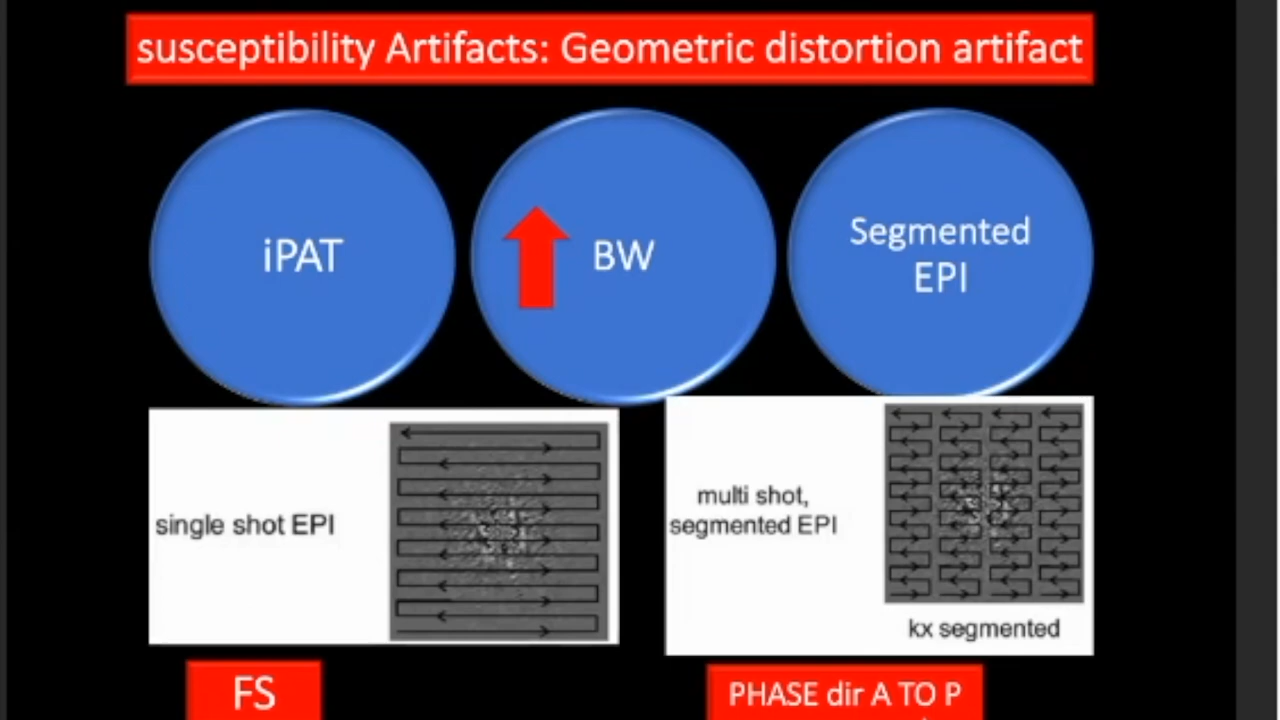 susceptibility Artifacts: Geometric distortion artifact
iPAT
BW
Segmented
EPI
single shot EPI
multi shot,
segmented EPI
kx segmented
FS
PHASE dir A TO P